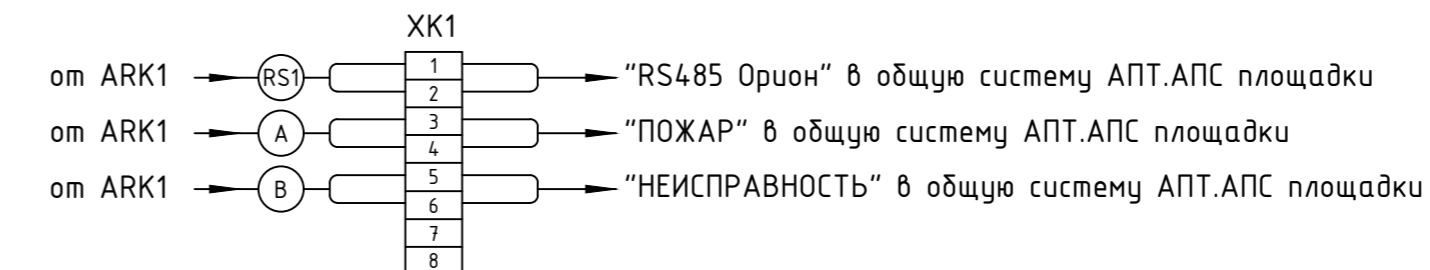 XK1
от ARK1 RS1 1 2 "RS485 Орион" в общую систему АПТ.АПС площадки
от ARK1 A 3 4 "ПОЖАР" в общую систему АПТ.АПС площадки
от ARK1 B 5 6 "НЕИСПРАВНОСТЬ" в общую систему АПТ.АПС площадки
7
8